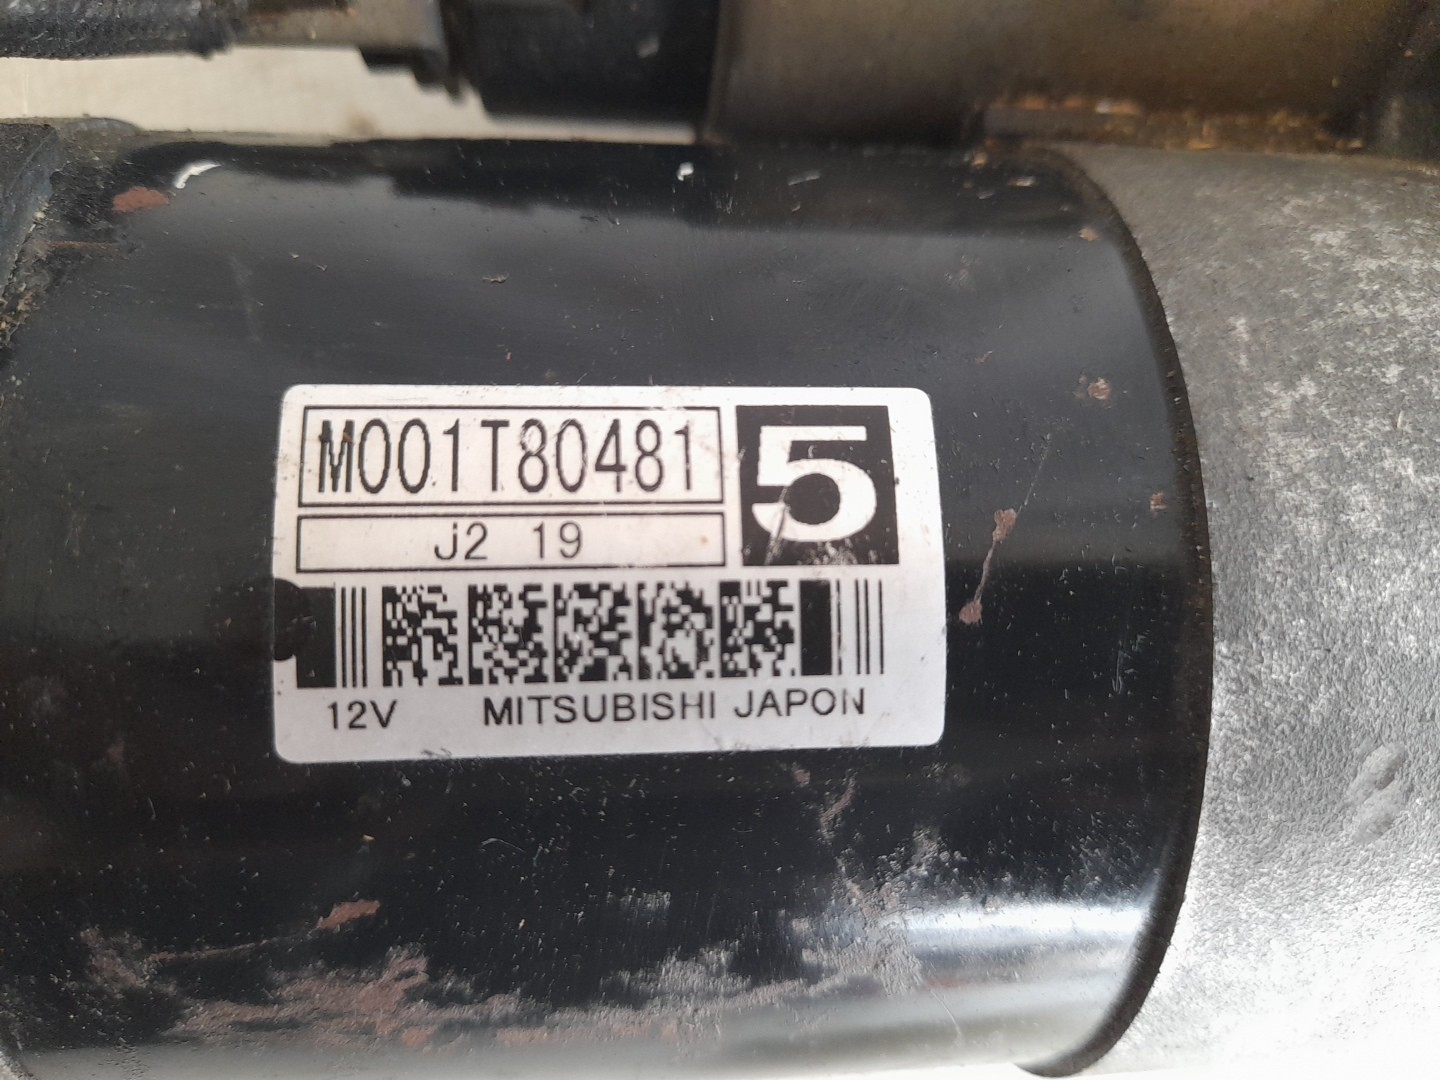 M001T80481
5
J2 19
12V MITSUBISHI JAPON